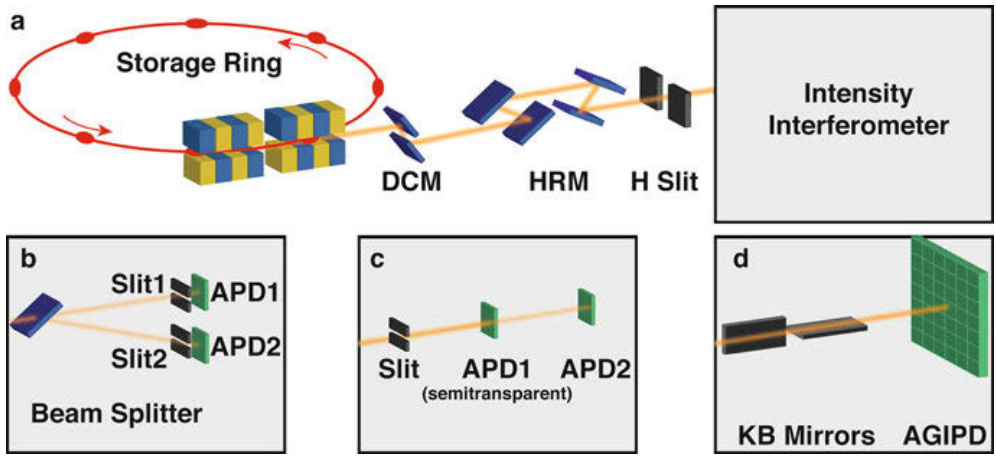 a
Storage Ring
DCM
HRM
H Slit
Intensity
Interferometer
b
Slit1
APD1
Slit2
APD2
Beam Splitter
c
Slit
APD1
(semitransparent)
APD2
d
KB Mirrors
AGIPD